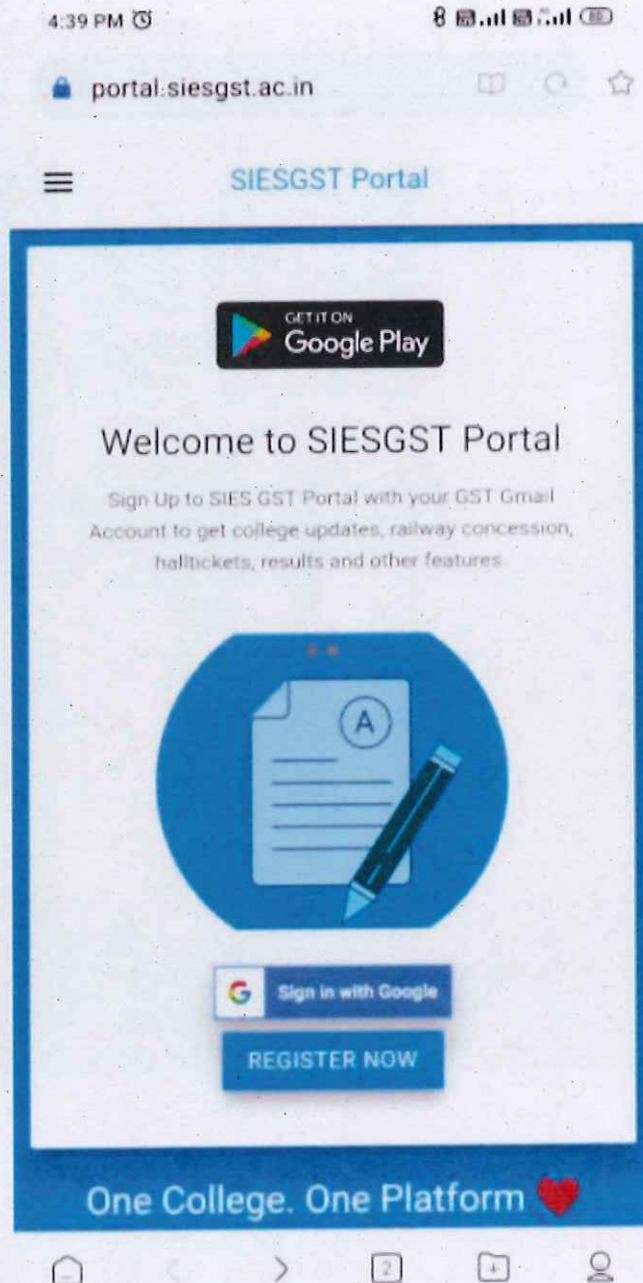 4:39 PM
portal.siesgst.ac.in
SIESGST Portal
GET IT ON
Google Play
Welcome to SIESGST Portal
Sign Up to SIES GST Portal with your GST Gmail
Account to get college updates, railway concession,
halltickets, results and other features
A
G Sign in with Google
REGISTER NOW
One College. One Platform
2